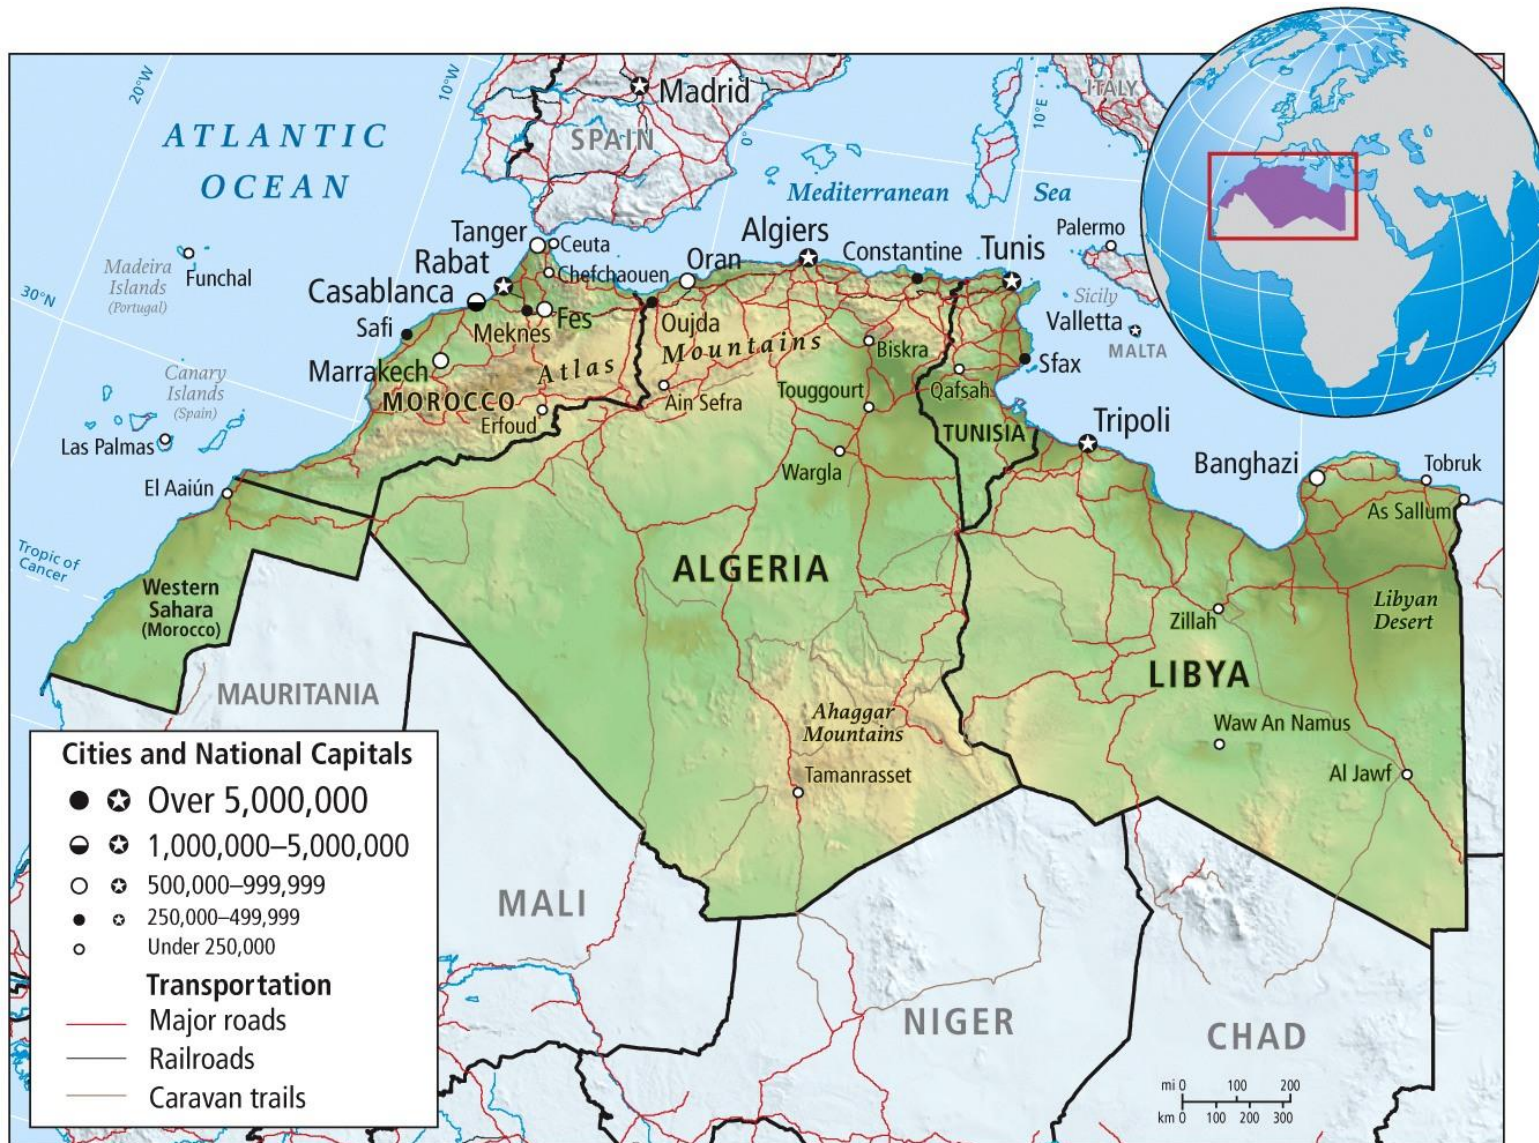 20°W
10°W
0°
10°E
30°N
Tropic of
Cancer
ATLANTIC
OCEAN
Mediterranean
Sea
Madrid
SPAIN
ITALY
Palermo
Sicily
Valletta
MALTA
Madeira
Islands
(Portugal)
Funchal
Canary
Islands
(Spain)
Las Palmas
Tanger
Ceuta
Rabat
Chefchaouen
Casablanca
Safi
Meknes
Fes
Marrakech
MOROCCO
Atlas
Mountains
Erfoud
Oujda
Oran
Algiers
Constantine
Tunis
Biskra
Touggourt
Ain Sefra
Wargla
Qafsah
Sfax
TUNISIA
Tripoli
Banghazi
Tobruk
As Sallum
El Aaiún
Western
Sahara
(Morocco)
ALGERIA
LIBYA
Libyan
Desert
Zillah
Waw An Namus
Al Jawf
Ahaggar
Mountains
Tamanrasset
MAURITANIA
MALI
NIGER
CHAD
Cities and National Capitals
Over 5,000,000
1,000,000–5,000,000
500,000–999,999
250,000–499,999
Under 250,000
Transportation
Major roads
Railroads
Caravan trails
mi 0 100 200
km 0 100 200 300